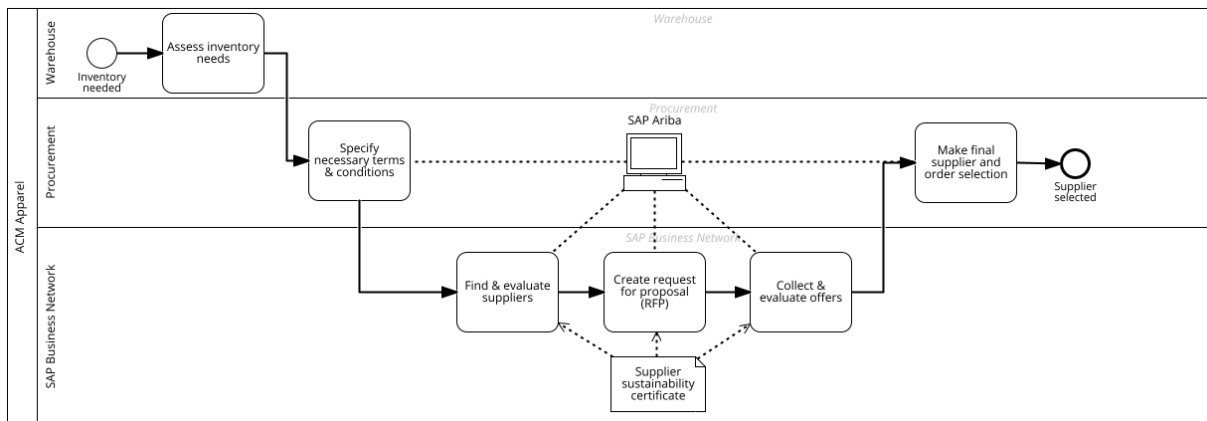 ACM Apparel
Warehouse
Warehouse
Inventory
needed
Assess inventory
needs
Procurement
Procurement
Specify
necessary terms
& conditions
SAP Ariba
Make final
supplier and
order selection
Supplier
selected
SAP Business Network
SAP Business Network
Find & evaluate
suppliers
Create request
for proposal
(RFP)
Collect &
evaluate offers
Supplier
sustainability
certificate